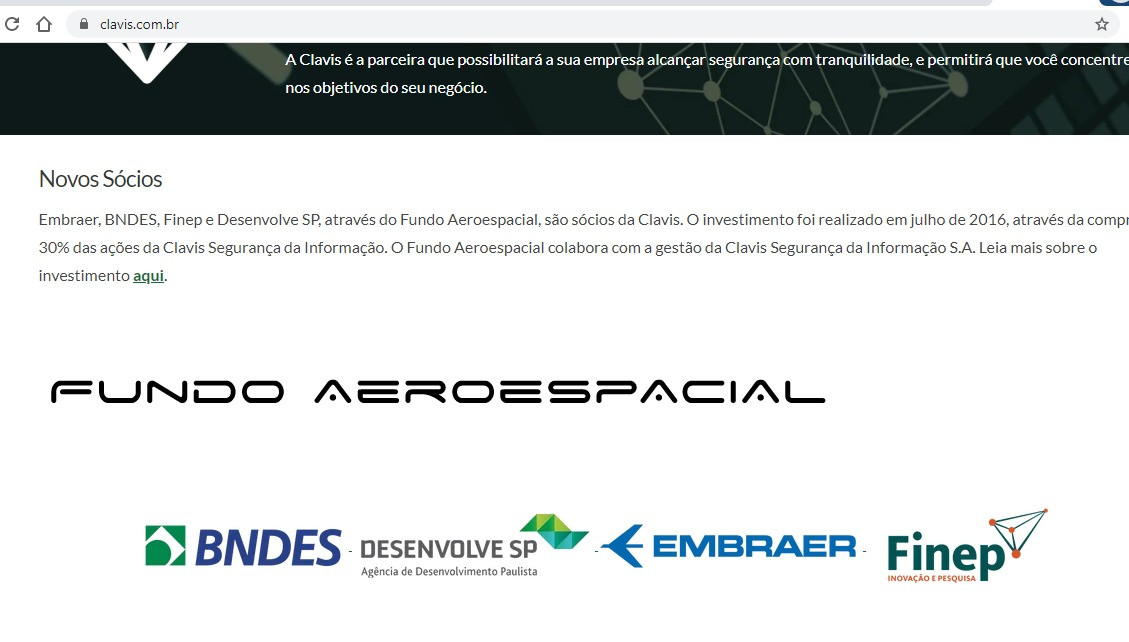 clavis.com.br
A Clavis é a parceira que possibilitará a sua empresa alcançar segurança com tranquilidade, e permitirá que você concentre
nos objetivos do seu negócio.
Novos Sócios
Embraer, BNDES, Finep e Desenvolve SP, através do Fundo Aeroespacial, são sócios da Clavis. O investimento foi realizado em julho de 2016, através da
30% das ações da Clavis Segurança da Informação. O Fundo Aeroespacial colabora com a gestão da Clavis Segurança da Informação S.A. Leia mais sobre o
investimento aqui.
FUNDO AEROESPACIAL
BNDES - DESENVOLVE SP - EMBRAER - Finep
Agência de Desenvolvimento Paulista INOVAÇÃO E PESQUISA